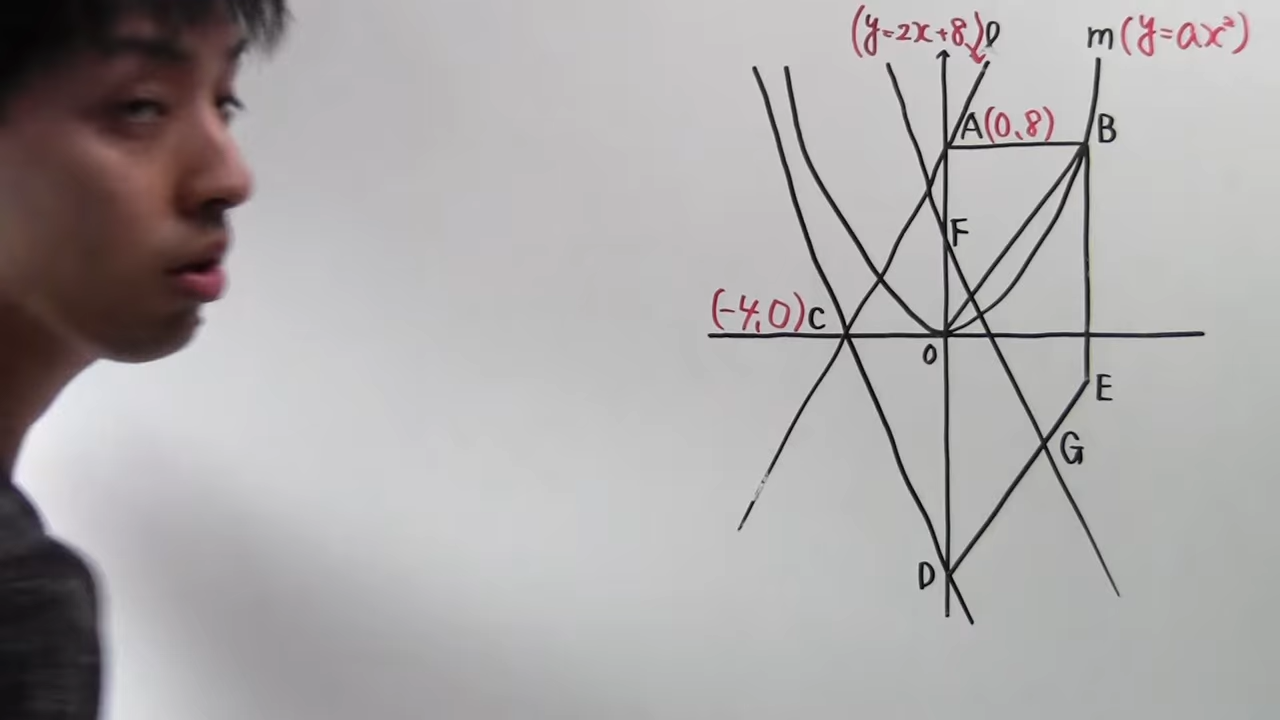 (y=2x+8) l
m(y=ax²)
A(0,8)
B
F
(-4,0)C
O
E
G
D